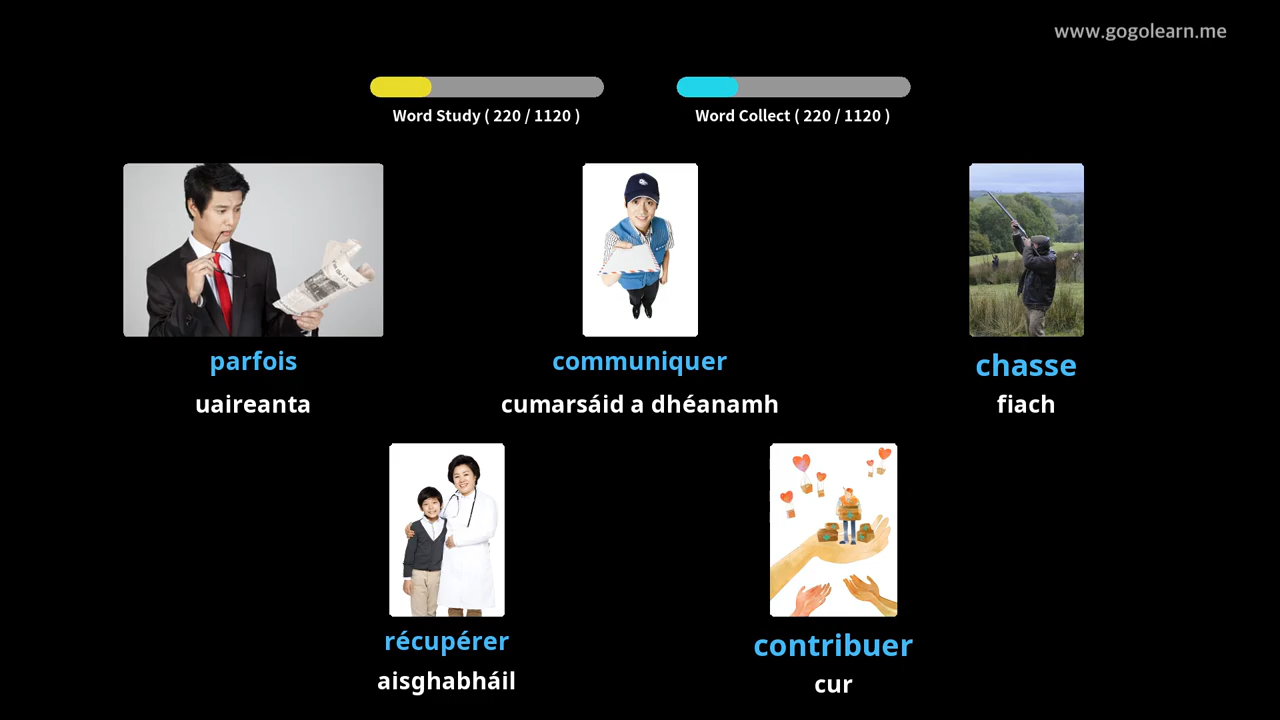 www.gogolearn.me
Word Study ( 220 / 1120 )
Word Collect ( 220 / 1120 )
parfois
communiquer
chasse
uaireanta
cumarsáid a dhéanamh
fiach
récupérer
contribuer
aisghabháil
cur